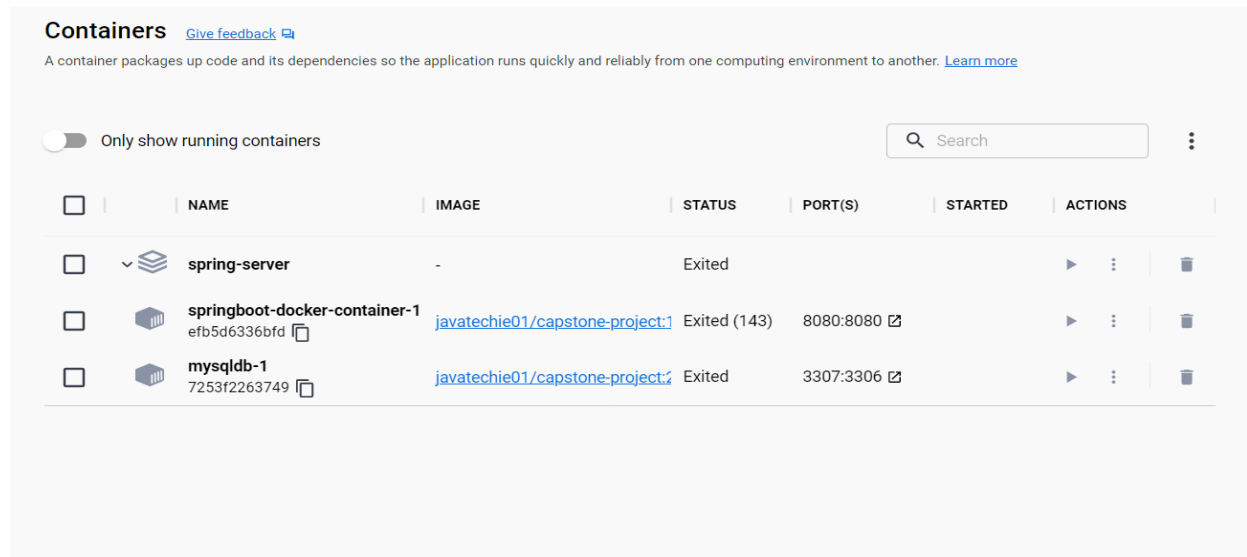 Containers Give feedback
A container packages up code and its dependencies so the application runs quickly and reliably from one computing environment to another. Learn more
Only show running containers
Search
NAME IMAGE STATUS PORT(S) STARTED ACTIONS
spring-server - Exited
springboot-docker-container-1
efb5d6336bfd javatechie01/capstone-project:1 Exited (143) 8080:8080
mysqldb-1
7253f2263749 javatechie01/capstone-project:2 Exited 3307:3306